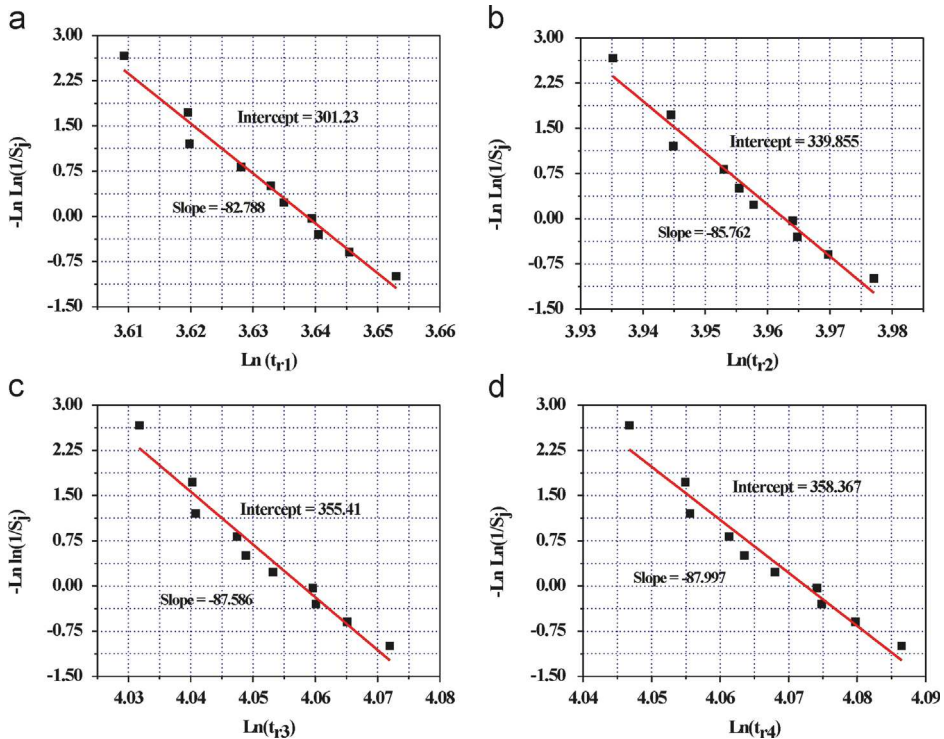 a
3.00
2.25
1.50
0.75
0.00
-0.75
-1.50
-Ln Ln(1/Sj)
Intercept = 301.23
Slope = -82.788
3.61 3.62 3.63 3.64 3.65 3.66
Ln (tr1)
b
3.00
2.25
1.50
0.75
0.00
-0.75
-1.50
-Ln Ln(1/Sj)
Intercept = 339.855
Slope = -85.762
3.93 3.94 3.95 3.96 3.97 3.98
Ln(tr2)
c
3.00
2.25
1.50
0.75
0.00
-0.75
-1.50
-Ln ln(1/Sj)
Intercept = 355.41
Slope = -87.586
4.03 4.04 4.05 4.06 4.07 4.08
Ln(tr3)
d
3.00
2.25
1.50
0.75
0.00
-0.75
-1.50
-Ln Ln(1/Sj)
Intercept = 358.367
Slope = -87.997
4.04 4.05 4.06 4.07 4.08 4.09
Ln(tr4)